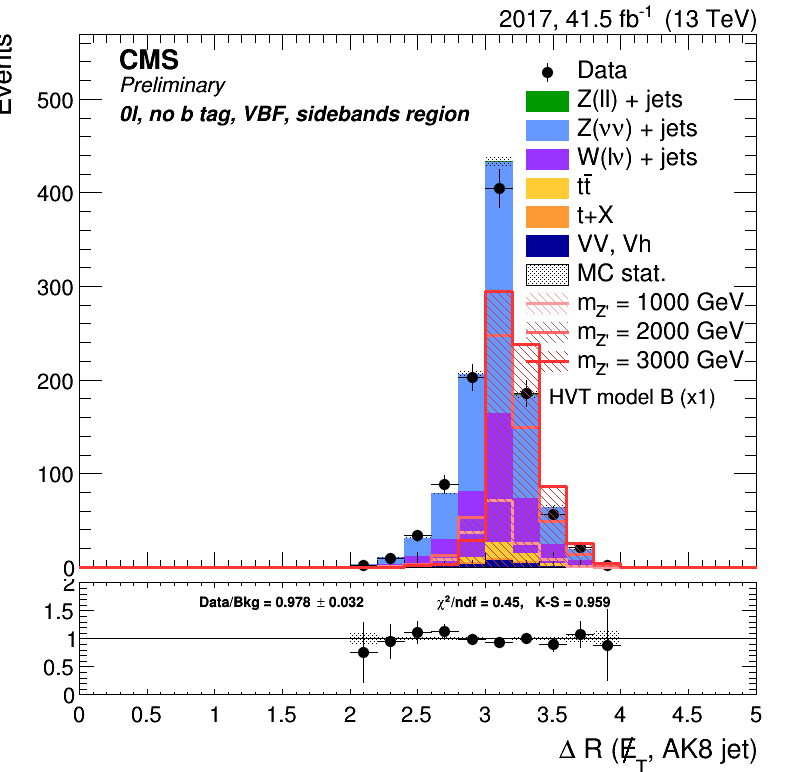 2017, 41.5 fb⁻¹ (13 TeV)
Events
CMS
Preliminary
0l, no b tag, VBF, sidebands region
Data
Z(ll) + jets
Z(νν) + jets
W(lν) + jets
tt̄
t+X
VV, Vh
MC stat.
m_Z' = 1000 GeV
m_Z' = 2000 GeV
m_Z' = 3000 GeV
HVT model B (x1)
500
400
300
200
100
0
Data/Bkg = 0.978 ± 0.032 χ²/ndf = 0.45, K-S = 0.959
2
1.5
1
0.5
0
0 0.5 1 1.5 2 2.5 3 3.5 4 4.5 5
Δ R (E̸_T, AK8 jet)